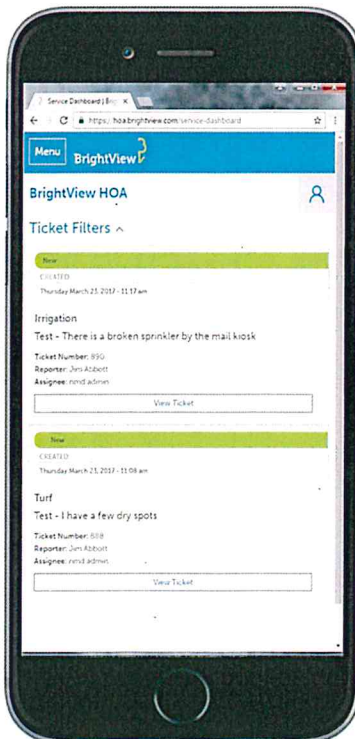 Service Dashboard | Brig
https://hoa.brightview.com/service-dashboard
Menu
BrightView
BrightView HOA
Ticket Filters
New
CREATED
Thursday March 23, 2017 - 11:17 am
Irrigation
Test - There is a broken sprinkler by the mail kiosk
Ticket Number: 890
Reporter: Jim Abbott
Assignee: nmd admin
View Ticket
New
CREATED
Thursday March 23, 2017 - 11:08 am
Turf
Test - I have a few dry spots
Ticket Number: 888
Reporter: Jim Abbott
Assignee: nmd admin
View Ticket